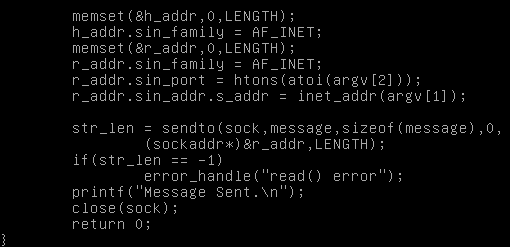 memset(&h_addr,0,LENGTH);
h_addr.sin_family = AF_INET;
memset(&r_addr,0,LENGTH);
r_addr.sin_family = AF_INET;
r_addr.sin_port = htons(atoi(argv[2]));
r_addr.sin_addr.s_addr = inet_addr(argv[1]);
str_len = sendto(sock,message,sizeof(message),0,
(sockaddr*)&r_addr,LENGTH);
if(str_len == -1)
error_handle("read() error");
printf("Message Sent.\n");
close(sock);
return 0;
}